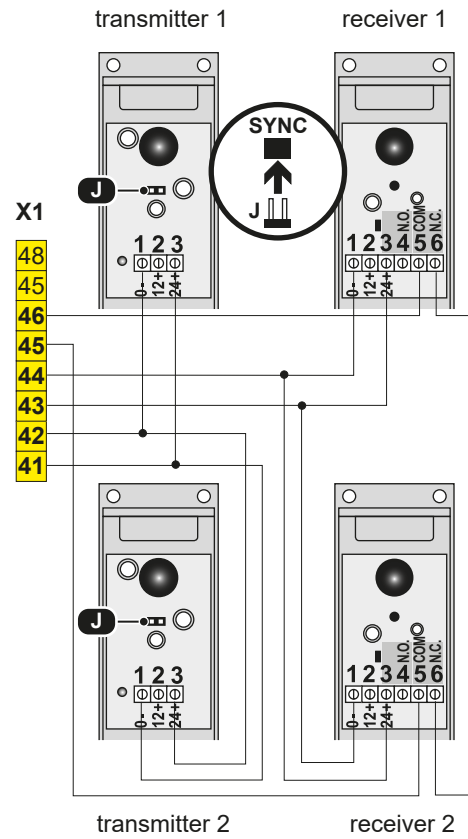 transmitter 1
receiver 1
SYNC
J
J
X1
48
45
46
45
44
43
42
41
1 2 3
0-
12+
24+
1 2 3 4 5 6
0-
12+
24+
N.O.
COM
N.C.
J
1 2 3
0-
12+
24+
1 2 3 4 5 6
0-
12+
24+
N.O.
COM
N.C.
transmitter 2
receiver 2